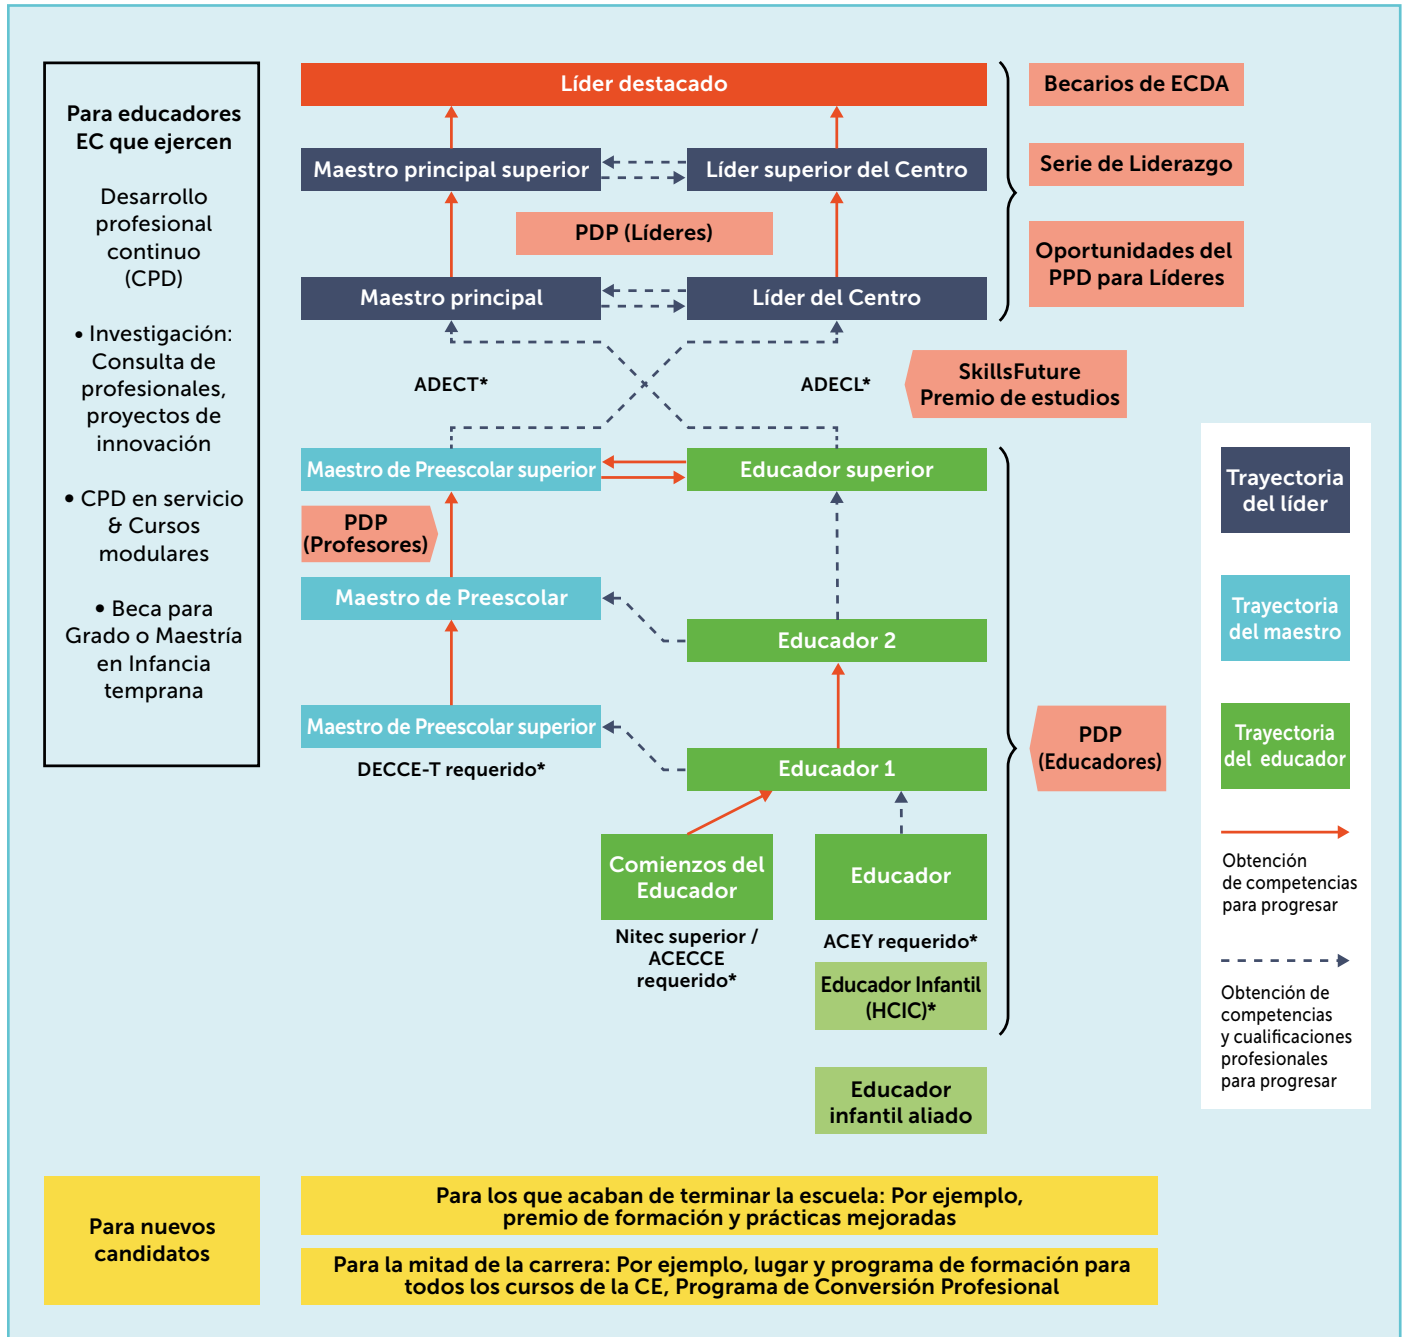 Para educadores
EC que ejercen
Desarrollo
profesional
continuo
(CPD)
• Investigación:
Consulta de
profesionales,
proyectos de
innovación
• CPD en servicio
& Cursos
modulares
• Beca para
Grado o Maestría
en Infancia
temprana
Líder destacado
Maestro principal superior
Líder superior del Centro
PDP (Líderes)
Maestro principal
Líder del Centro
Becarios de ECDA
Serie de Liderazgo
Oportunidades del
PPD para Líderes
ADECT*
ADECL*
SkillsFuture
Premio de estudios
Maestro de Preescolar superior
Educador superior
PDP
(Profesores)
Maestro de Preescolar
Educador 2
Maestro de Preescolar superior
DECCE-T requerido*
Educador 1
PDP
(Educadores)
Comienzos del
Educador
Nitec superior /
ACECCE
requerido*
Educador
ACEY requerido*
Educador Infantil
(HCIC)*
Educador
infantil aliado
Trayectoria
del líder
Trayectoria
del maestro
Trayectoria
del educador
Obtención
de competencias
para progresar
Obtención de
competencias
y cualificaciones
profesionales
para progresar
Para nuevos
candidatos
Para los que acaban de terminar la escuela: Por ejemplo,
premio de formación y prácticas mejoradas
Para la mitad de la carrera: Por ejemplo, lugar y programa de formación para
todos los cursos de la CE, Programa de Conversión Profesional